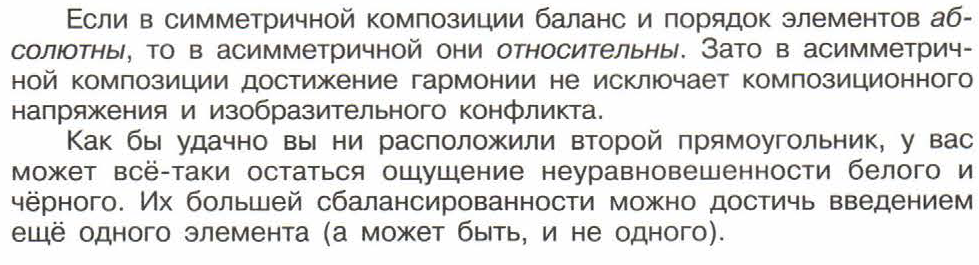 Если в симметричной композиции баланс и порядок элементов аб-
солютны, то в асимметричной они относительны. Зато в асимметрич-
ной композиции достижение гармонии не исключает композиционного
напряжения и изобразительного конфликта.
Как бы удачно вы ни расположили второй прямоугольник, у вас
может всё-таки остаться ощущение неуравновешенности белого и
чёрного. Их большей сбалансированности можно достичь введением
ещё одного элемента (а может быть, и не одного).